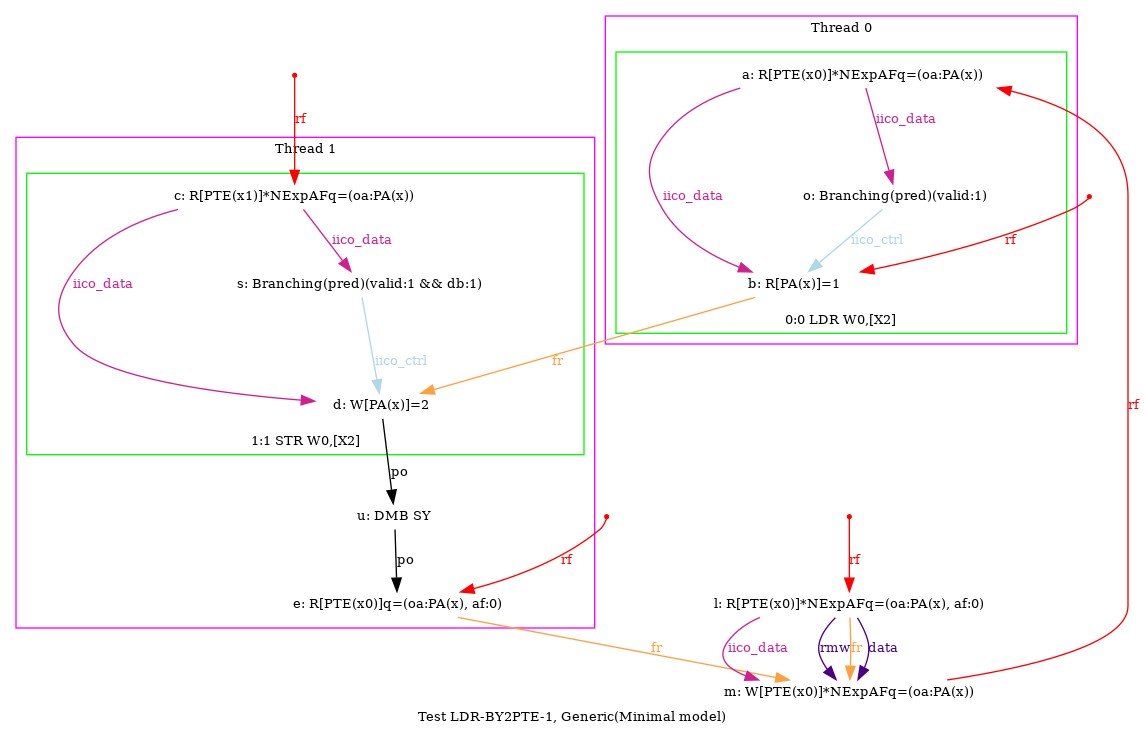 Thread 0
a: R[PTE(x0)]*NExpAFq=(oa:PA(x))
rf
iico_data
Thread 1
c: R[PTE(x1)]*NExpAFq=(oa:PA(x))
iico_data
o: Branching(pred)(valid:1)
iico_data
iico_ctrl
rf
iico_data
s: Branching(pred)(valid:1 && db:1)
b: R[PA(x)]=1
0:0 LDR W0,[X2]
iico_ctrl
fr
d: W[PA(x)]=2
rf
1:1 STR W0,[X2]
po
u: DMB SY
po
rf
rf
e: R[PTE(x0)]q=(oa:PA(x), af:0)
l: R[PTE(x0)]*NExpAFq=(oa:PA(x), af:0)
fr
iico_data
rmw
fr
data
m: W[PTE(x0)]*NExpAFq=(oa:PA(x))
Test LDR-BY2PTE-1, Generic(Minimal model)